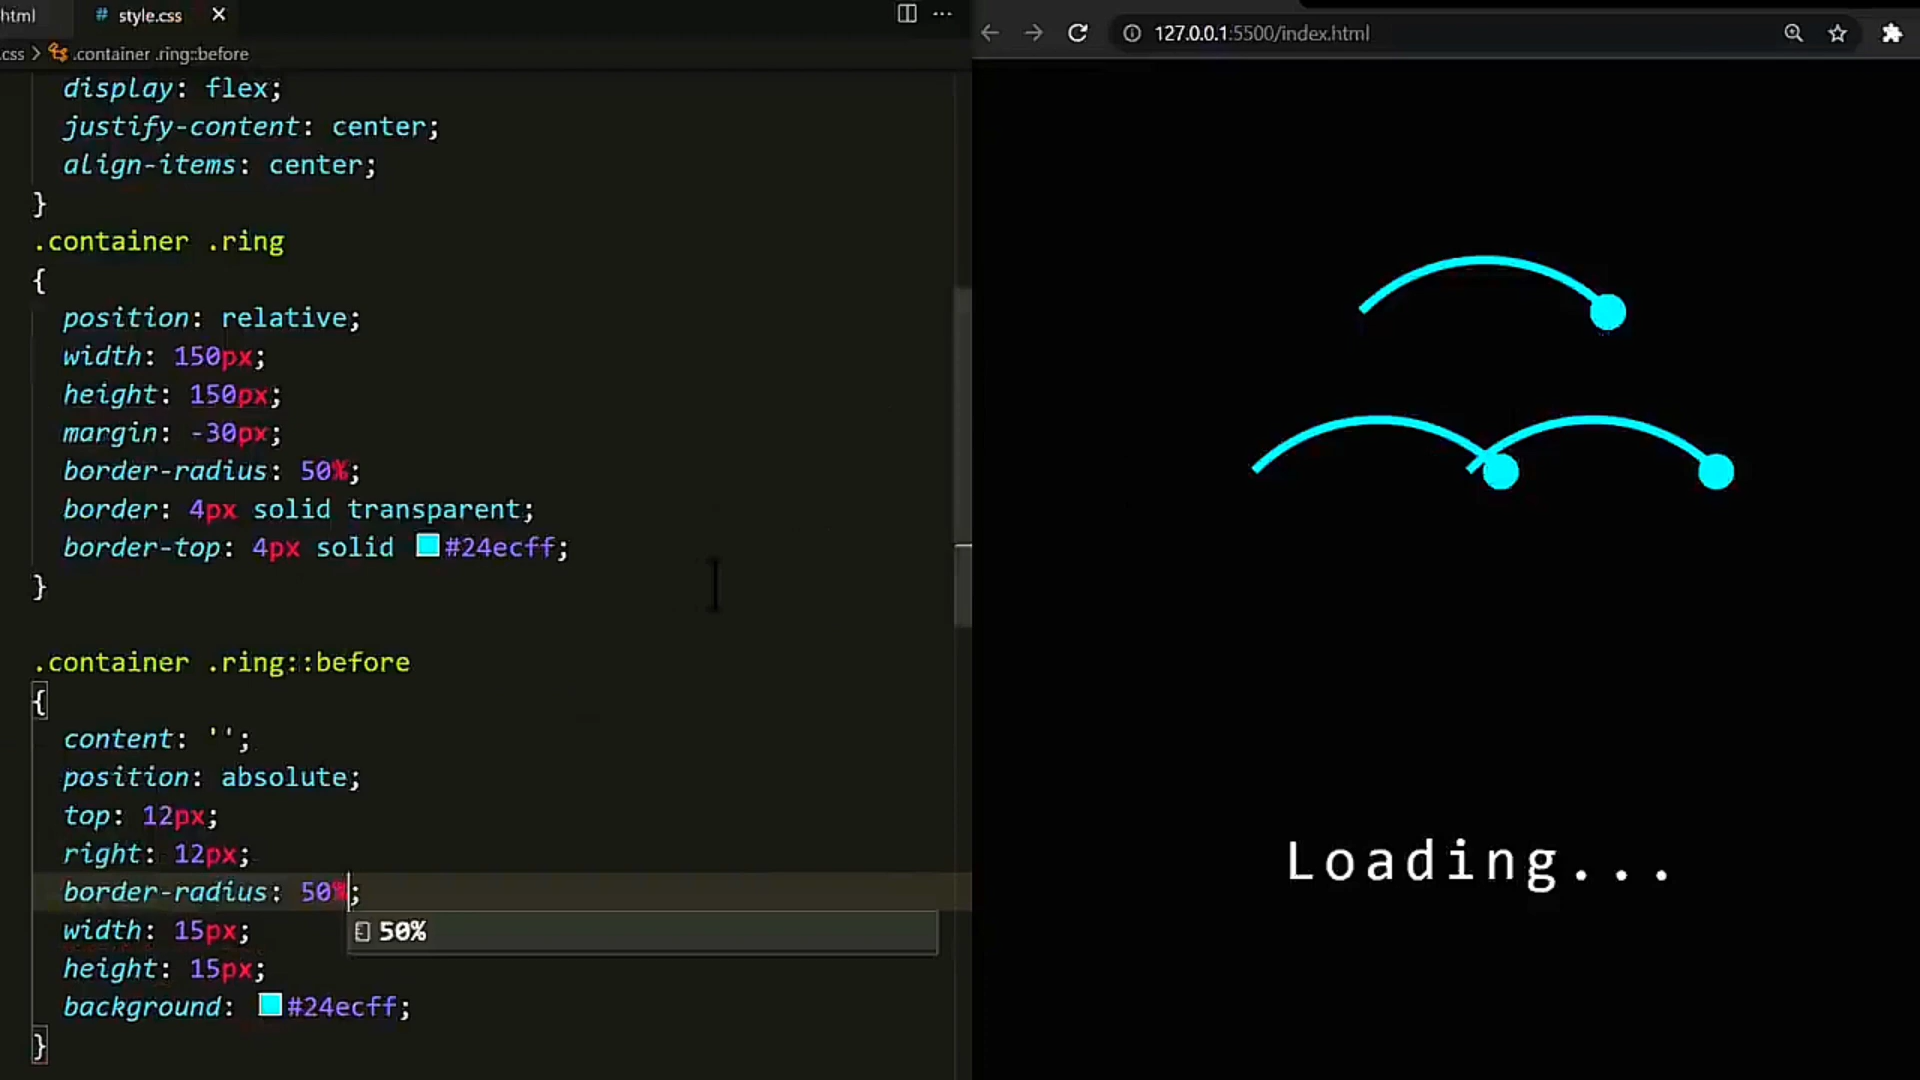 html
# style.css
127.0.0.1:5500/index.html
.css > .container .ring::before
display: flex;
justify-content: center;
align-items: center;
}
.container .ring
{
position: relative;
width: 150px;
height: 150px;
margin: -30px;
border-radius: 50%;
border: 4px solid transparent;
border-top: 4px solid #24ecff;
}
.container .ring::before
{
content: '';
position: absolute;
top: 12px;
right: 12px;
border-radius: 50%;
50%
width: 15px;
height: 15px;
background: #24ecff;
}
Loading...